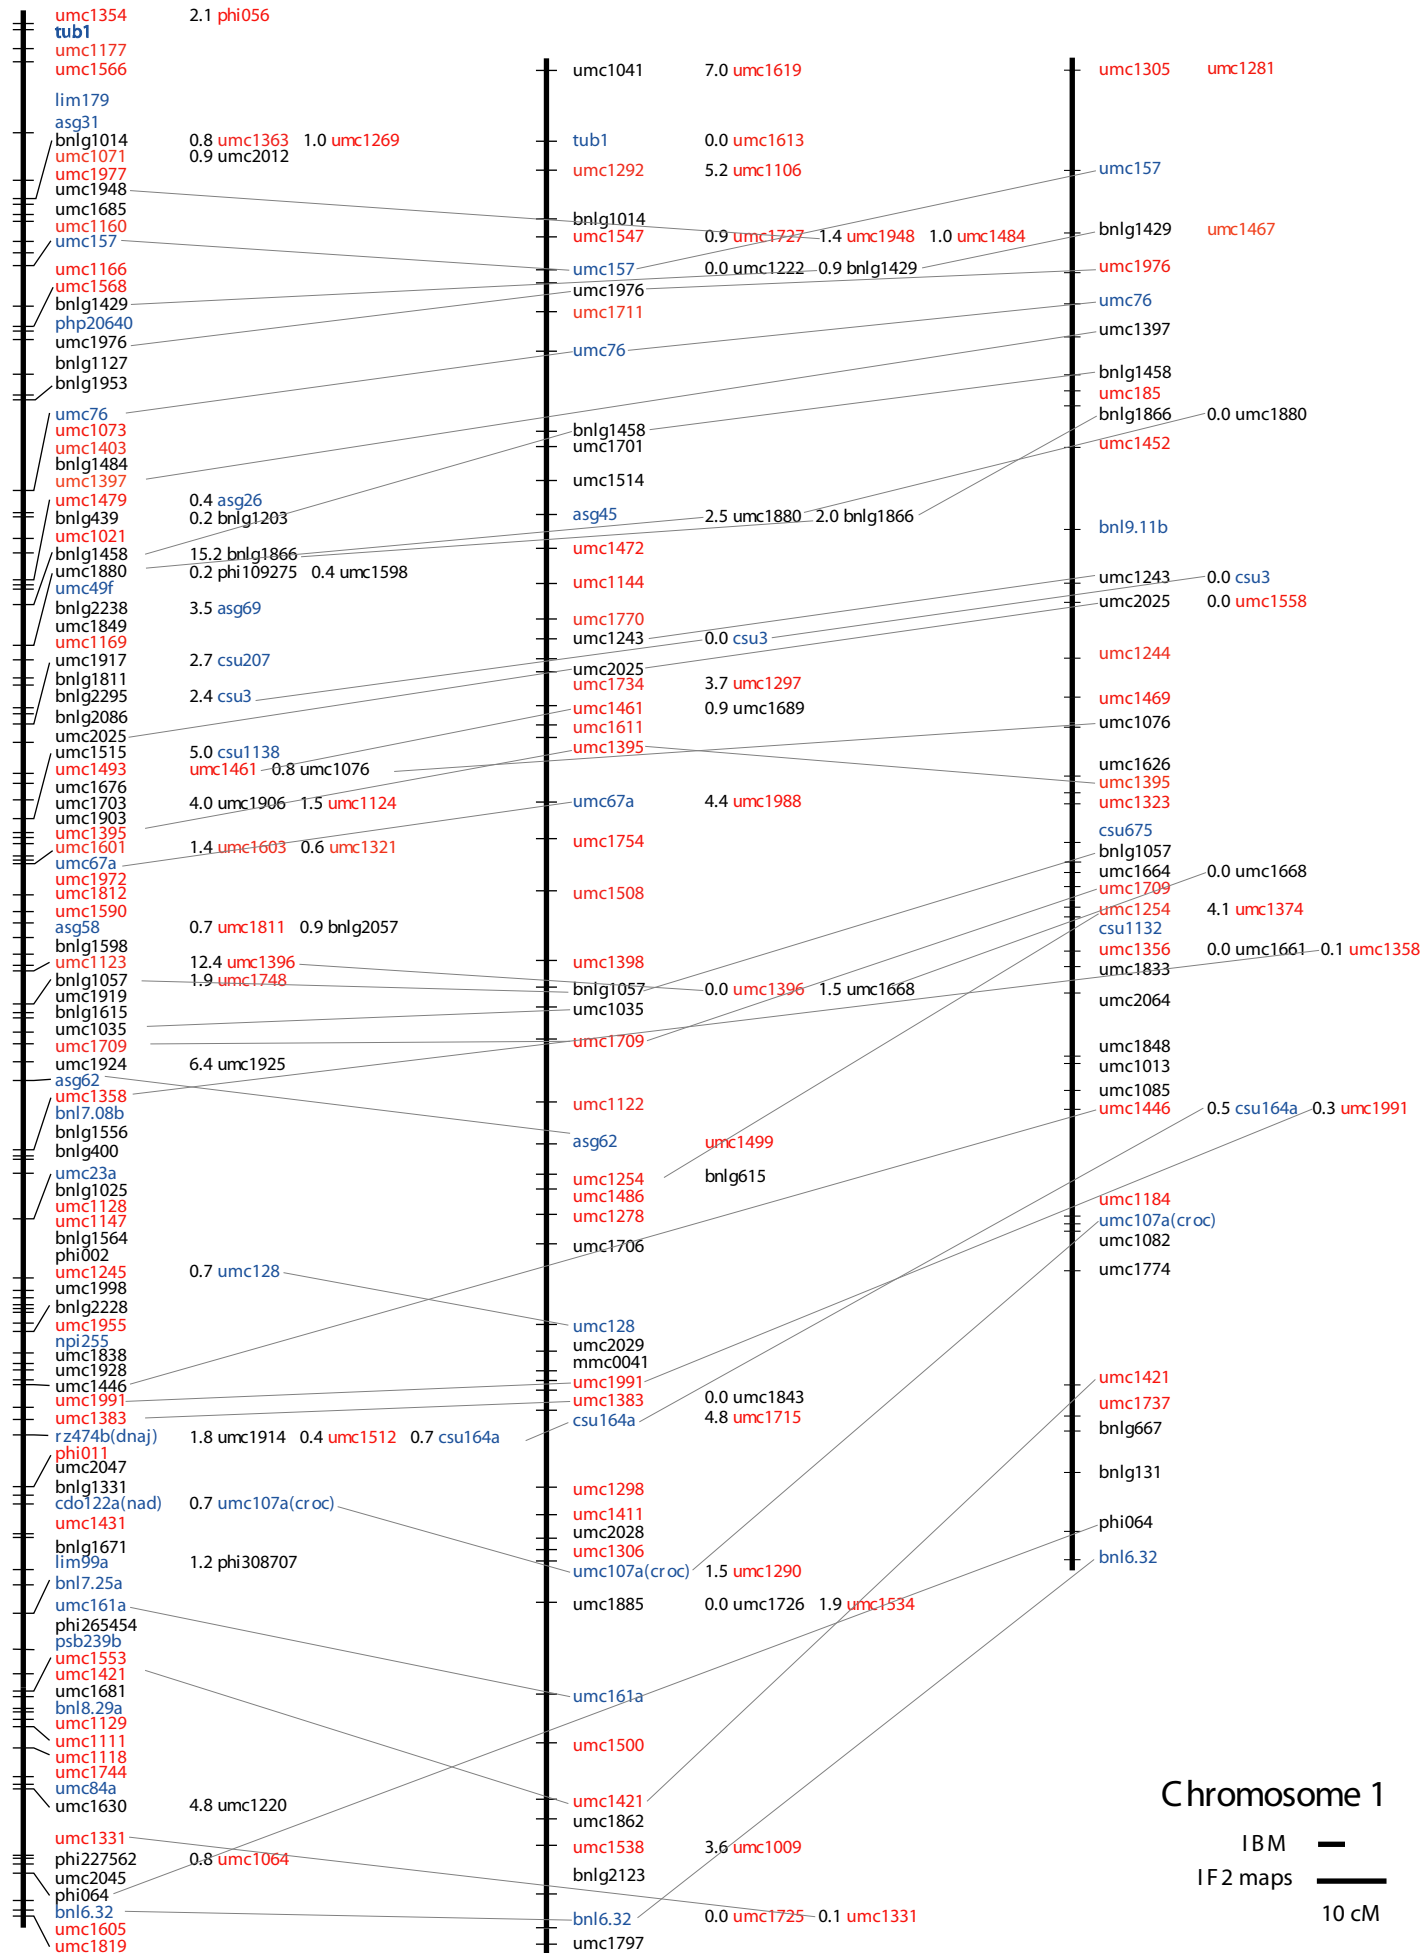 umc1354 2.1 phi056
tub1
umc1177
umc1566
lim179
asg31
bnlg1014 0.8 umc1363 1.0 umc1269
umc1071 0.9 umc2012
umc1977
umc1948
umc1685
umc1160
umc157
umc1166
umc1568
bnlg1429
php20640
umc1976
bnlg1127
bnlg1953
umc76
umc1073
umc1403
bnlg1484
umc1397
umc1479 0.4 asg26
bnlg439 0.2 bnlg1203
umc1021
bnlg1458 15.2 bnlg1866
umc1880 0.2 phi109275 0.4 umc1598
umc49f
bnlg2238 3.5 asg69
umc1849
umc1169
umc1917 2.7 csu207
bnlg1811
bnlg2295 2.4 csu3
bnlg2086
umc2025
umc1515 5.0 csu1138
umc1493 umc1461 0.8 umc1076
umc1676
umc1703 4.0 umc1906 1.5 umc1124
umc1903
umc1395
umc1601 1.4 umc1603 0.6 umc1321
umc67a
umc1972
umc1812
umc1590
asg58 0.7 umc1811 0.9 bnlg2057
bnlg1598
umc1123 12.4 umc1396
bnlg1057 1.9 umc1748
umc1919
bnlg1615
umc1035
umc1709
umc1924 6.4 umc1925
asg62
umc1358
bnl7.08b
bnlg1556
bnlg400
umc23a
bnlg1025
umc1128
umc1147
bnlg1564
phi002
umc1245 0.7 umc128
umc1998
bnlg2228
umc1955
npi255
umc1838
umc1928
umc1446
umc1991
umc1383
rz474b(dnaj) 1.8 umc1914 0.4 umc1512 0.7 csu164a
phi011
umc2047
bnlg1331
cdo122a(nad) 0.7 umc107a(croc)
umc1431
bnlg1671
lim99a 1.2 phi308707
bnl7.25a
umc161a
phi265454
psb239b
umc1553
umc1421
umc1681
bnl8.29a
umc1129
umc1111
umc1118
umc1744
umc84a
umc1630 4.8 umc1220
umc1331
phi227562 0.8 umc1064
umc2045
phi064
bnl6.32
umc1605
umc1819
umc1041 7.0 umc1619
tub1 0.0 umc1613
umc1292 5.2 umc1106
bnlg1014
umc1547 0.9 umc1727 1.4 umc1948 1.0 umc1484
umc157 0.0 umc1222 0.9 bnlg1429
umc1976
umc1711
umc76
bnlg1458
umc1701
umc1514
asg45 2.5 umc1880 2.0 bnlg1866
umc1472
umc1144
umc1770
umc1243 0.0 csu3
umc2025
umc1734 3.7 umc1297
umc1461 0.9 umc1689
umc1611
umc1395
umc67a 4.4 umc1988
umc1754
umc1508
umc1398
bnlg1057 0.0 umc1396 1.5 umc1668
umc1035
umc1709
umc1122
asg62 umc1499
umc1254 bnlg615
umc1486
umc1278
umc1706
umc128
umc2029
mmc0041
umc1991
umc1383 0.0 umc1843
csu164a 4.8 umc1715
umc1298
umc1411
umc2028
umc1306
umc107a(croc) 1.5 umc1290
umc1885 0.0 umc1726 1.9 umc1534
umc161a
umc1500
umc1421
umc1862
umc1538 3.6 umc1009
bnlg2123
bnl6.32 0.0 umc1725 0.1 umc1331
umc1797
umc1305 umc1281
umc157
bnlg1429 umc1467
umc1976
umc76
umc1397
bnlg1458
umc185
bnlg1866 0.0 umc1880
umc1452
bnl9.11b
umc1243 0.0 csu3
umc2025 0.0 umc1558
umc1244
umc1469
umc1076
umc1626
umc1395
umc1323
csu675
bnlg1057
umc1664 0.0 umc1668
umc1709
umc1254 4.1 umc1374
csu1132
umc1356 0.0 umc1661 0.1 umc1358
umc1833
umc2064
umc1848
umc1013
umc1085
umc1446 0.5 csu164a 0.3 umc1991
umc1184
umc107a(croc)
umc1082
umc1774
umc1421
umc1737
bnlg667
bnlg131
phi064
bnl6.32
Chromosome 1
IBM
IF2 maps
10 cM